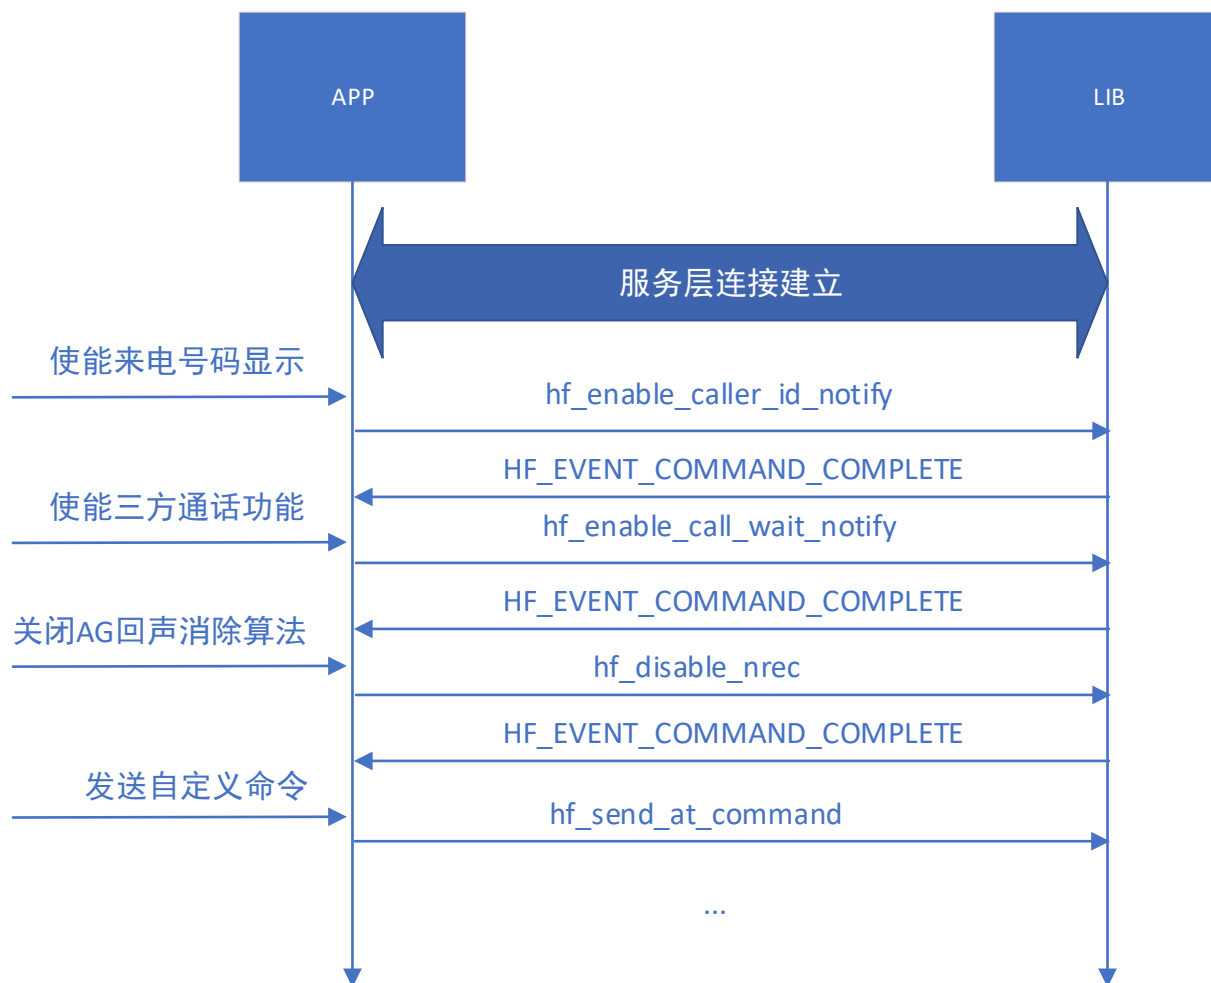 APP
LIB
服务层连接建立
使能来电号码显示
hf_enable_caller_id_notify
HF_EVENT_COMMAND_COMPLETE
使能三方通话功能
hf_enable_call_wait_notify
HF_EVENT_COMMAND_COMPLETE
关闭AG回声消除算法
hf_disable_nrec
HF_EVENT_COMMAND_COMPLETE
发送自定义命令
hf_send_at_command
...